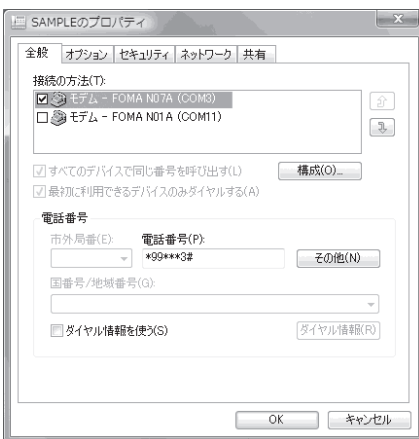 SAMPLEのプロパティ
全般 オプション セキュリティ ネットワーク 共有
接続の方法(T):
モデム - FOMA N07A (COM3)
モデム - FOMA N01A (COM11)
すべてのデバイスで同じ番号を呼び出す(L)
構成(O)...
最初に利用できるデバイスのみダイヤルする(A)
電話番号
市外局番(E): 電話番号(P):
*99***3#
その他(N)
国番号/地域番号(G):
ダイヤル情報を使う(S)
ダイヤル情報(R)
OK キャンセル